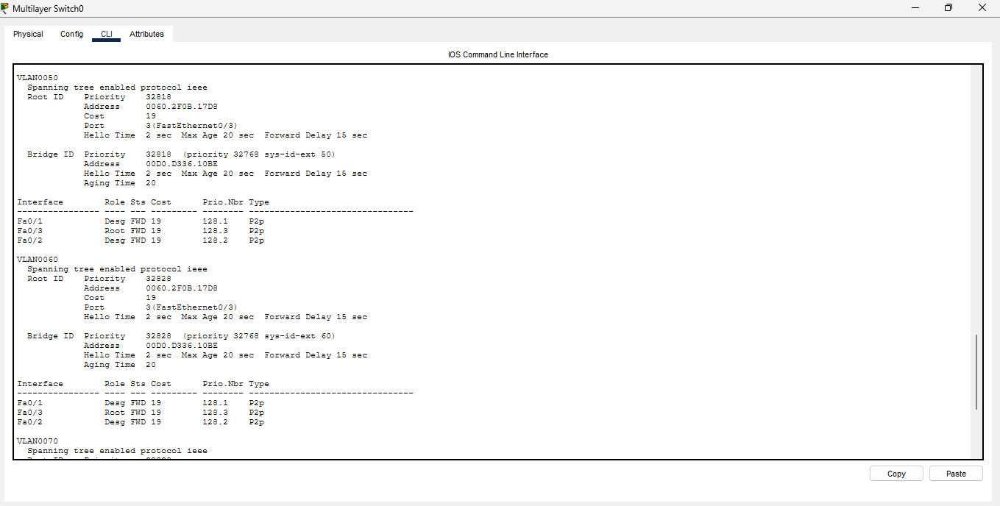 Multilayer Switch0
Physical Config CLI Attributes
IOS Command Line Interface
VLAN0050
  Spanning tree enabled protocol ieee
  Root ID    Priority    32818
             Address     0060.2F0B.17D8
             Cost        19
             Port        3(FastEthernet0/3)
             Hello Time  2 sec  Max Age 20 sec  Forward Delay 15 sec
  Bridge ID  Priority    32818  (priority 32768 sys-id-ext 50)
             Address     00D0.D336.10BE
             Hello Time  2 sec  Max Age 20 sec  Forward Delay 15 sec
             Aging Time  20
Interface        Role Sts Cost      Prio.Nbr Type
---------------- ---- --- --------- -------- --------------------------------
Fa0/1            Desg FWD 19        128.1    P2p
Fa0/3            Root FWD 19        128.3    P2p
Fa0/2            Desg FWD 19        128.2    P2p
VLAN0060
  Spanning tree enabled protocol ieee
  Root ID    Priority    32828
             Address     0060.2F0B.17D8
             Cost        19
             Port        3(FastEthernet0/3)
             Hello Time  2 sec  Max Age 20 sec  Forward Delay 15 sec
  Bridge ID  Priority    32828  (priority 32768 sys-id-ext 60)
             Address     00D0.D336.10BE
             Hello Time  2 sec  Max Age 20 sec  Forward Delay 15 sec
             Aging Time  20
Interface        Role Sts Cost      Prio.Nbr Type
---------------- ---- --- --------- -------- --------------------------------
Fa0/1            Desg FWD 19        128.1    P2p
Fa0/3            Root FWD 19        128.3    P2p
Fa0/2            Desg FWD 19        128.2    P2p
VLAN0070
  Spanning tree enabled protocol ieee
Copy Paste